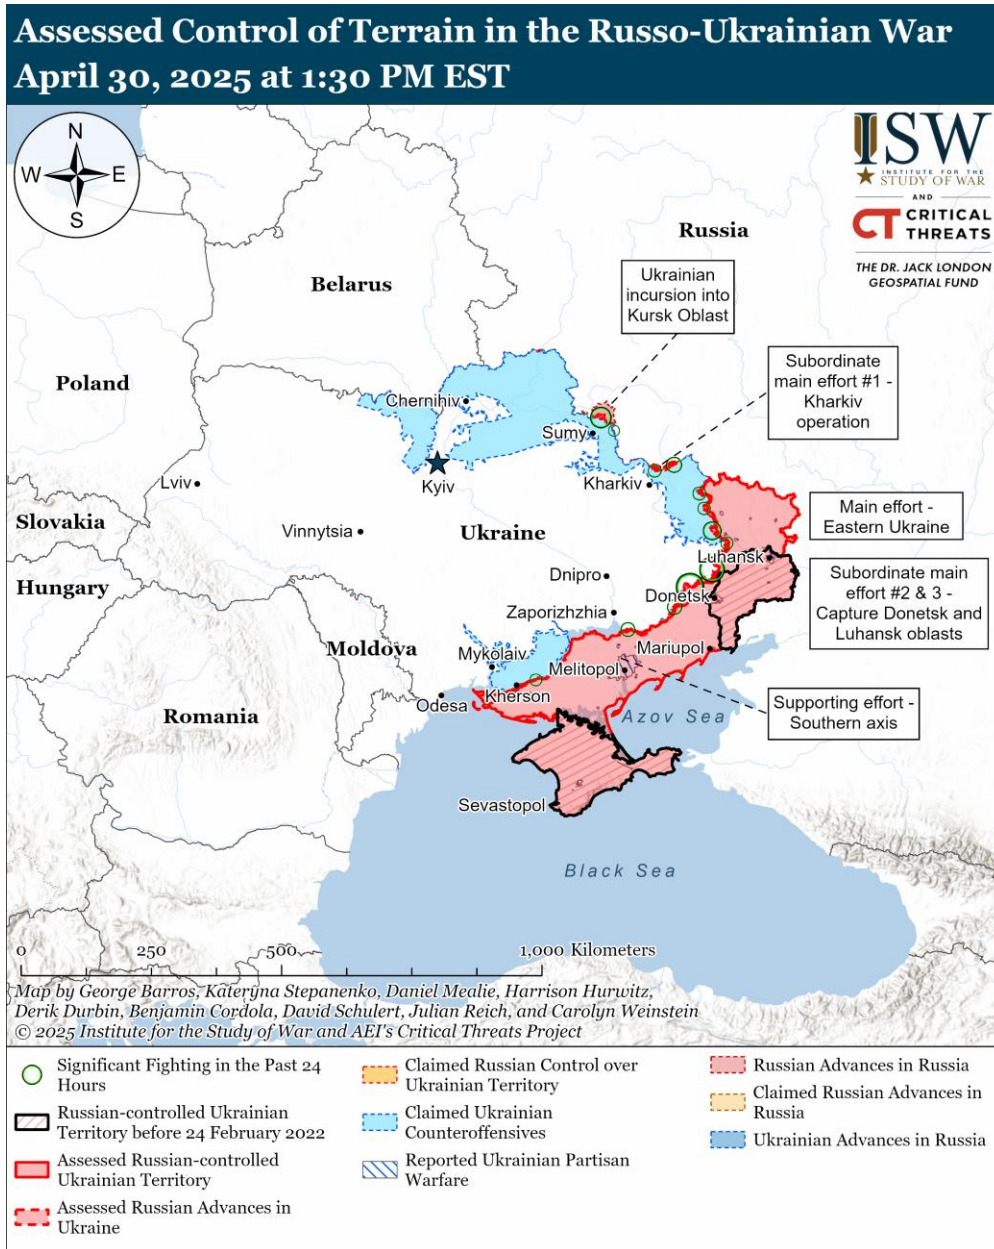 Assessed Control of Terrain in the Russo-Ukrainian War
April 30, 2025 at 1:30 PM EST
N
W
E
S
ISW
INSTITUTE FOR THE
STUDY OF WAR
AND
CT CRITICAL
THREATS
THE DR. JACK LONDON
GEOSPATIAL FUND
Russia
Ukrainian
incursion into
Kursk Oblast
Belarus
Subordinate
main effort #1 -
Kharkiv
operation
Poland
Chernihiv
Sumy
Kyiv
Lviv
Kharkiv
Slovakia
Vinnytsia
Ukraine
Main effort -
Eastern Ukraine
Luhansk
Hungary
Dnipro
Donetsk
Subordinate main
effort #2 & 3 -
Capture Donetsk and
Luhansk oblasts
Zaporizhzhia
Moldova
Mykolaiv
Mariupol
Melitopol
Kherson
Odesa
Romania
Azov Sea
Supporting effort -
Southern axis
Sevastopol
Black Sea
0
250
500
1,000 Kilometers
Map by George Barros, Kateryna Stepanenko, Daniel Mealie, Harrison Hurwitz,
Derik Durbin, Benjamin Cordola, David Schulert, Julian Reich, and Carolyn Weinstein
© 2025 Institute for the Study of War and AEI's Critical Threats Project
Significant Fighting in the Past 24
Hours
Russian-controlled Ukrainian
Territory before 24 February 2022
Assessed Russian-controlled
Ukrainian Territory
Assessed Russian Advances in
Ukraine
Claimed Russian Control over
Ukrainian Territory
Claimed Ukrainian
Counteroffensives
Reported Ukrainian Partisan
Warfare
Russian Advances in Russia
Claimed Russian Advances in
Russia
Ukrainian Advances in Russia